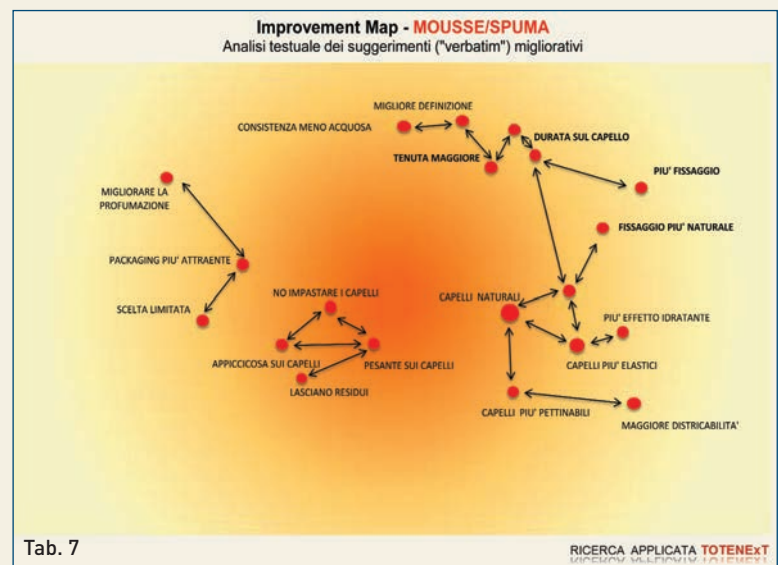 Improvement Map - MOUSSE/SPUMA
Analisi testuale dei suggerimenti ("verbatim") migliorativi
MIGLIORE DEFINIZIONE
CONSISTENZA MENO ACQUOSA
DURATA SUL CAPELLO
TENUTA MAGGIORE
PIU' FISSAGGIO
MIGLIORARE LA
PROFUMAZIONE
FISSAGGIO PIU' NATURALE
PACKAGING PIU' ATTRAENTE
NO IMPASTARE I CAPELLI
CAPELLI NATURALI
SCELTA LIMITATA
PIU' EFFETTO IDRATANTE
APPICCICOSA SUI CAPELLI
PESANTE SUI CAPELLI
CAPELLI PIU' ELASTICI
LASCIANO RESIDUI
CAPELLI PIU' PETTINABILI
MAGGIORE DISTRICABILITA'
Tab. 7
RICERCA APPLICATA TOTENExT